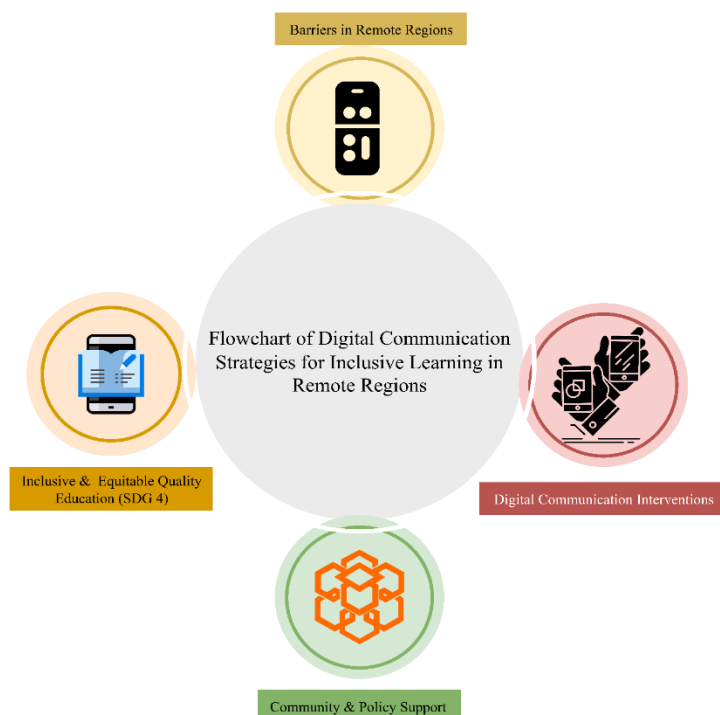 Barriers in Remote Regions
Flowchart of Digital Communication
Strategies for Inclusive Learning in
Remote Regions
Inclusive & Equitable Quality
Education (SDG 4)
Digital Communication Interventions
Community & Policy Support